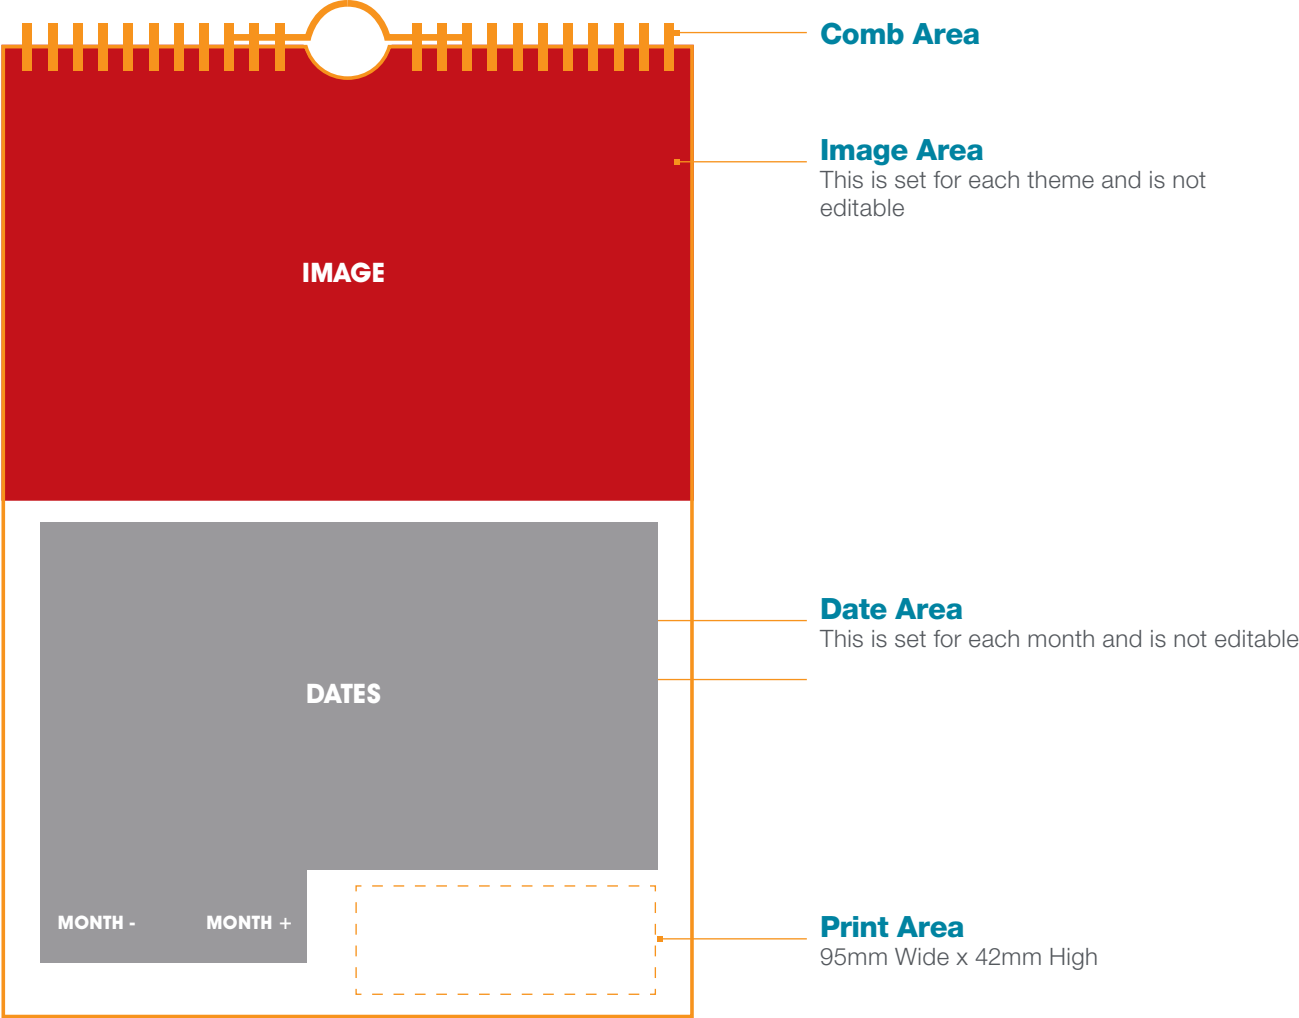 Comb Area
Image Area
This is set for each theme and is not
editable
IMAGE
Date Area
This is set for each month and is not editable
DATES
MONTH -
MONTH +
Print Area
95mm Wide x 42mm High